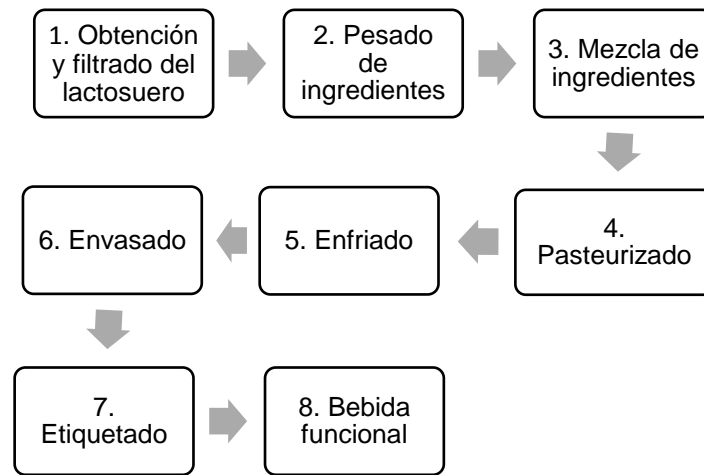 1. Obtención
y filtrado del
lactosuero
2. Pesado
de
ingredientes
3. Mezcla de
ingredientes
4.
Pasteurizado
5. Enfriado
6. Envasado
7.
Etiquetado
8. Bebida
funcional